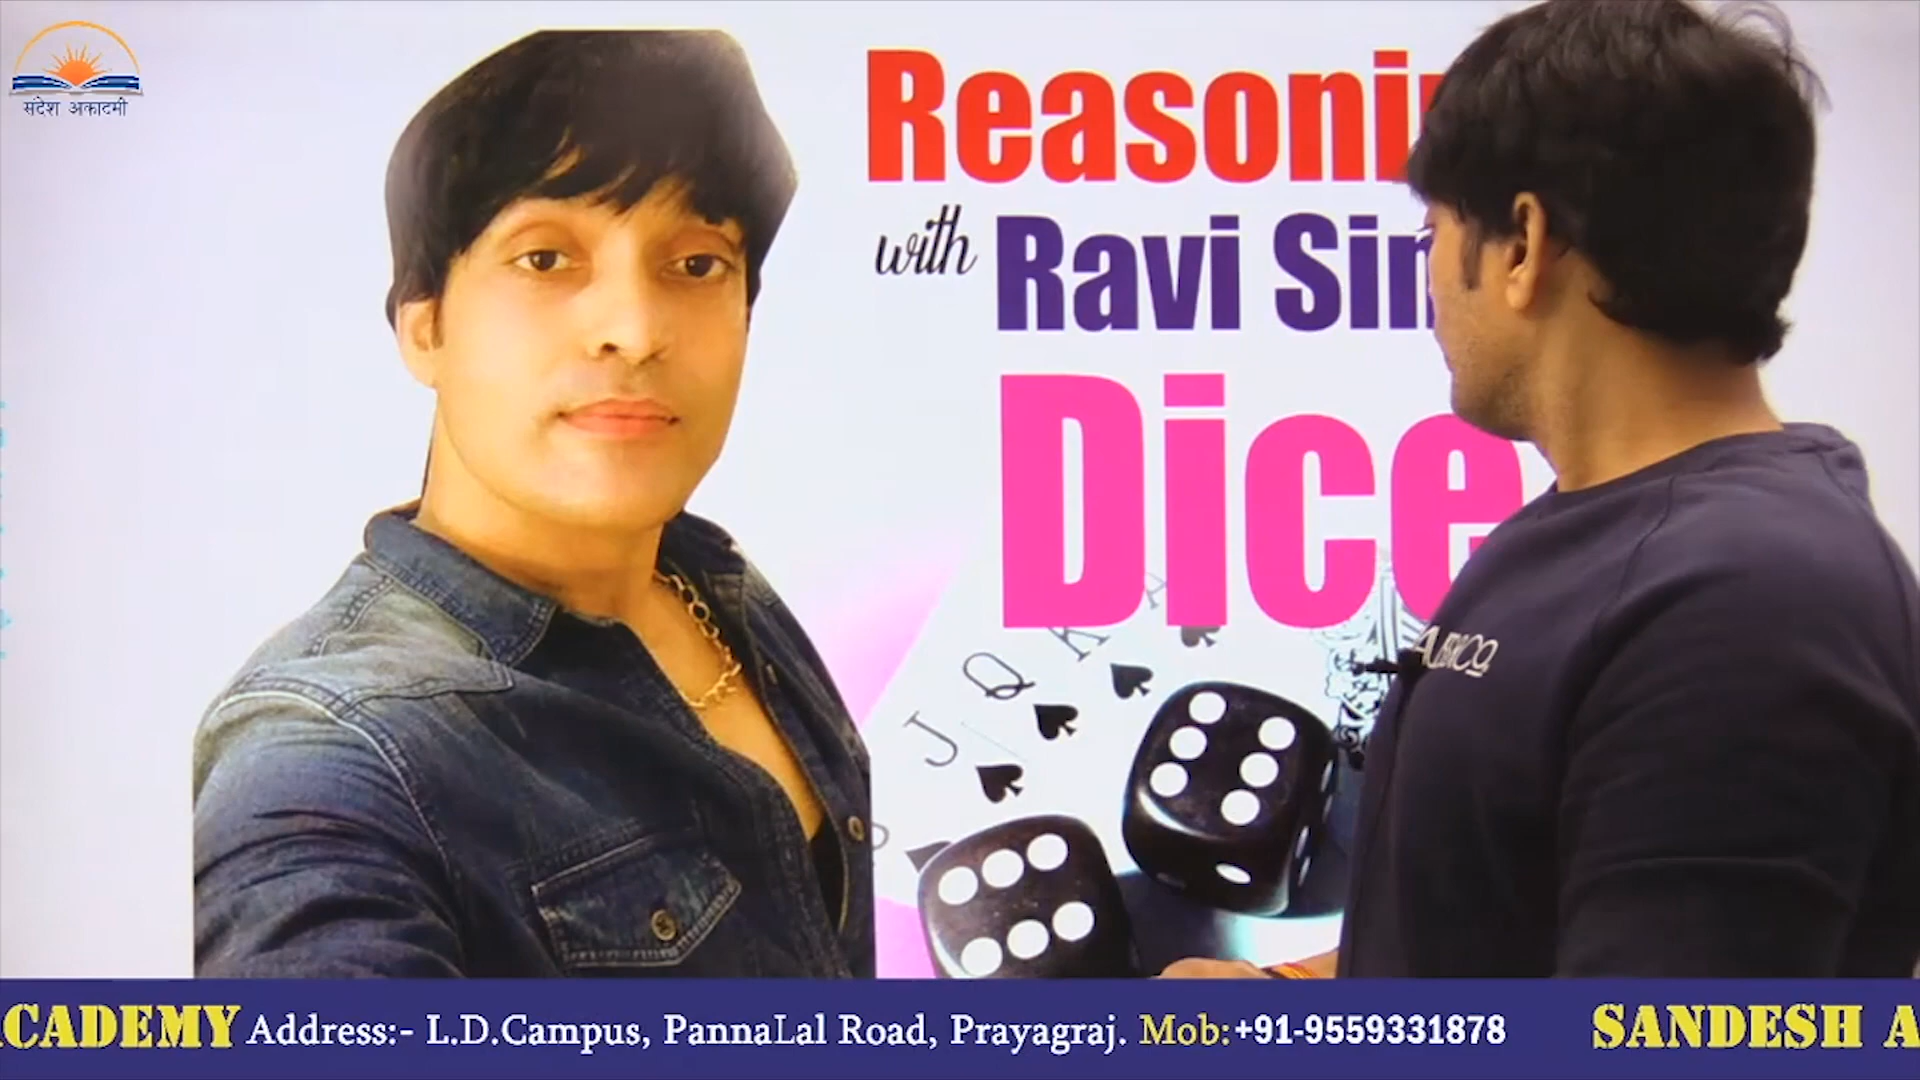 संदेश अकादमी
Reasoni
with Ravi Sin
Dice
A
K
Q
J
CADEMY Address:- L.D.Campus, PannaLal Road, Prayagraj. Mob:+91-9559331878 SANDESH A